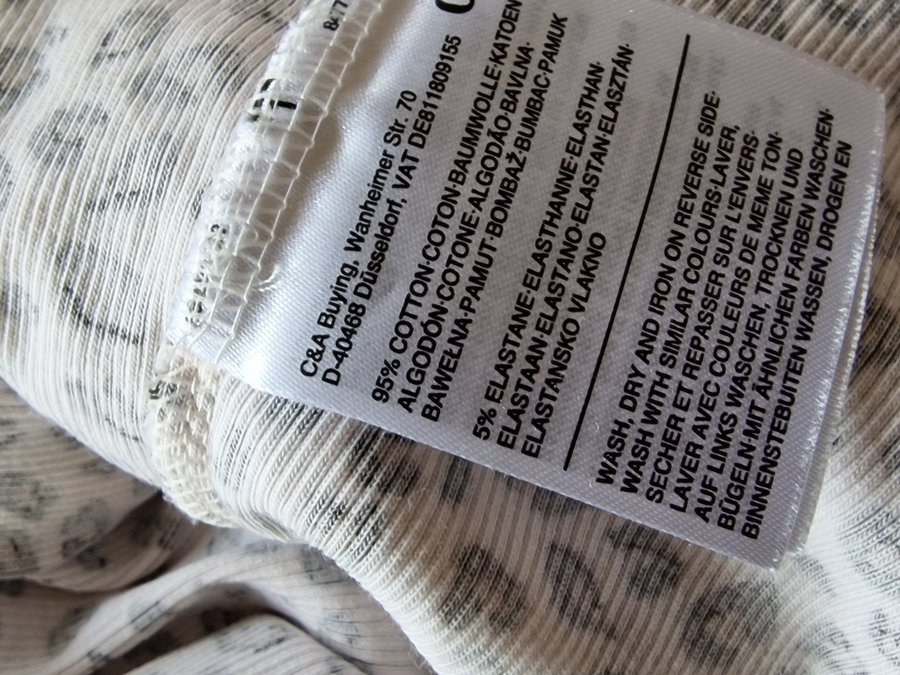 C&A Buying, Wanheimer Str. 70
D-40468 Düsseldorf, VAT DE811809155
95% COTTON·COTON·BAUMWOLLE·KATOEN
ALGODÓN·COTONE·ALGODÃO·BAVLNA·
BAWEŁNA·PAMUT·BOMBAŽ·BUMBAC·PAMUK
5% ELASTANE·ELASTHANNE·ELASTHAN·
ELASTAAN·ELASTANO·ELASTAN·ELASZTÁN·
ELASTANSKO VLAKNO
WASH, DRY AND IRON ON REVERSE SIDE·
WASH WITH SIMILAR COLOURS·LAVER,
SECHER ET REPASSER SUR L'ENVERS·
LAVER AVEC COULEURS DE MEME TON·
AUF LINKS WASCHEN, TROCKNEN UND
BÜGELN·MIT ÄHNLICHEN FARBEN WASCHEN·
BINNENSTEBUTEN WASSEN, DROGEN EN